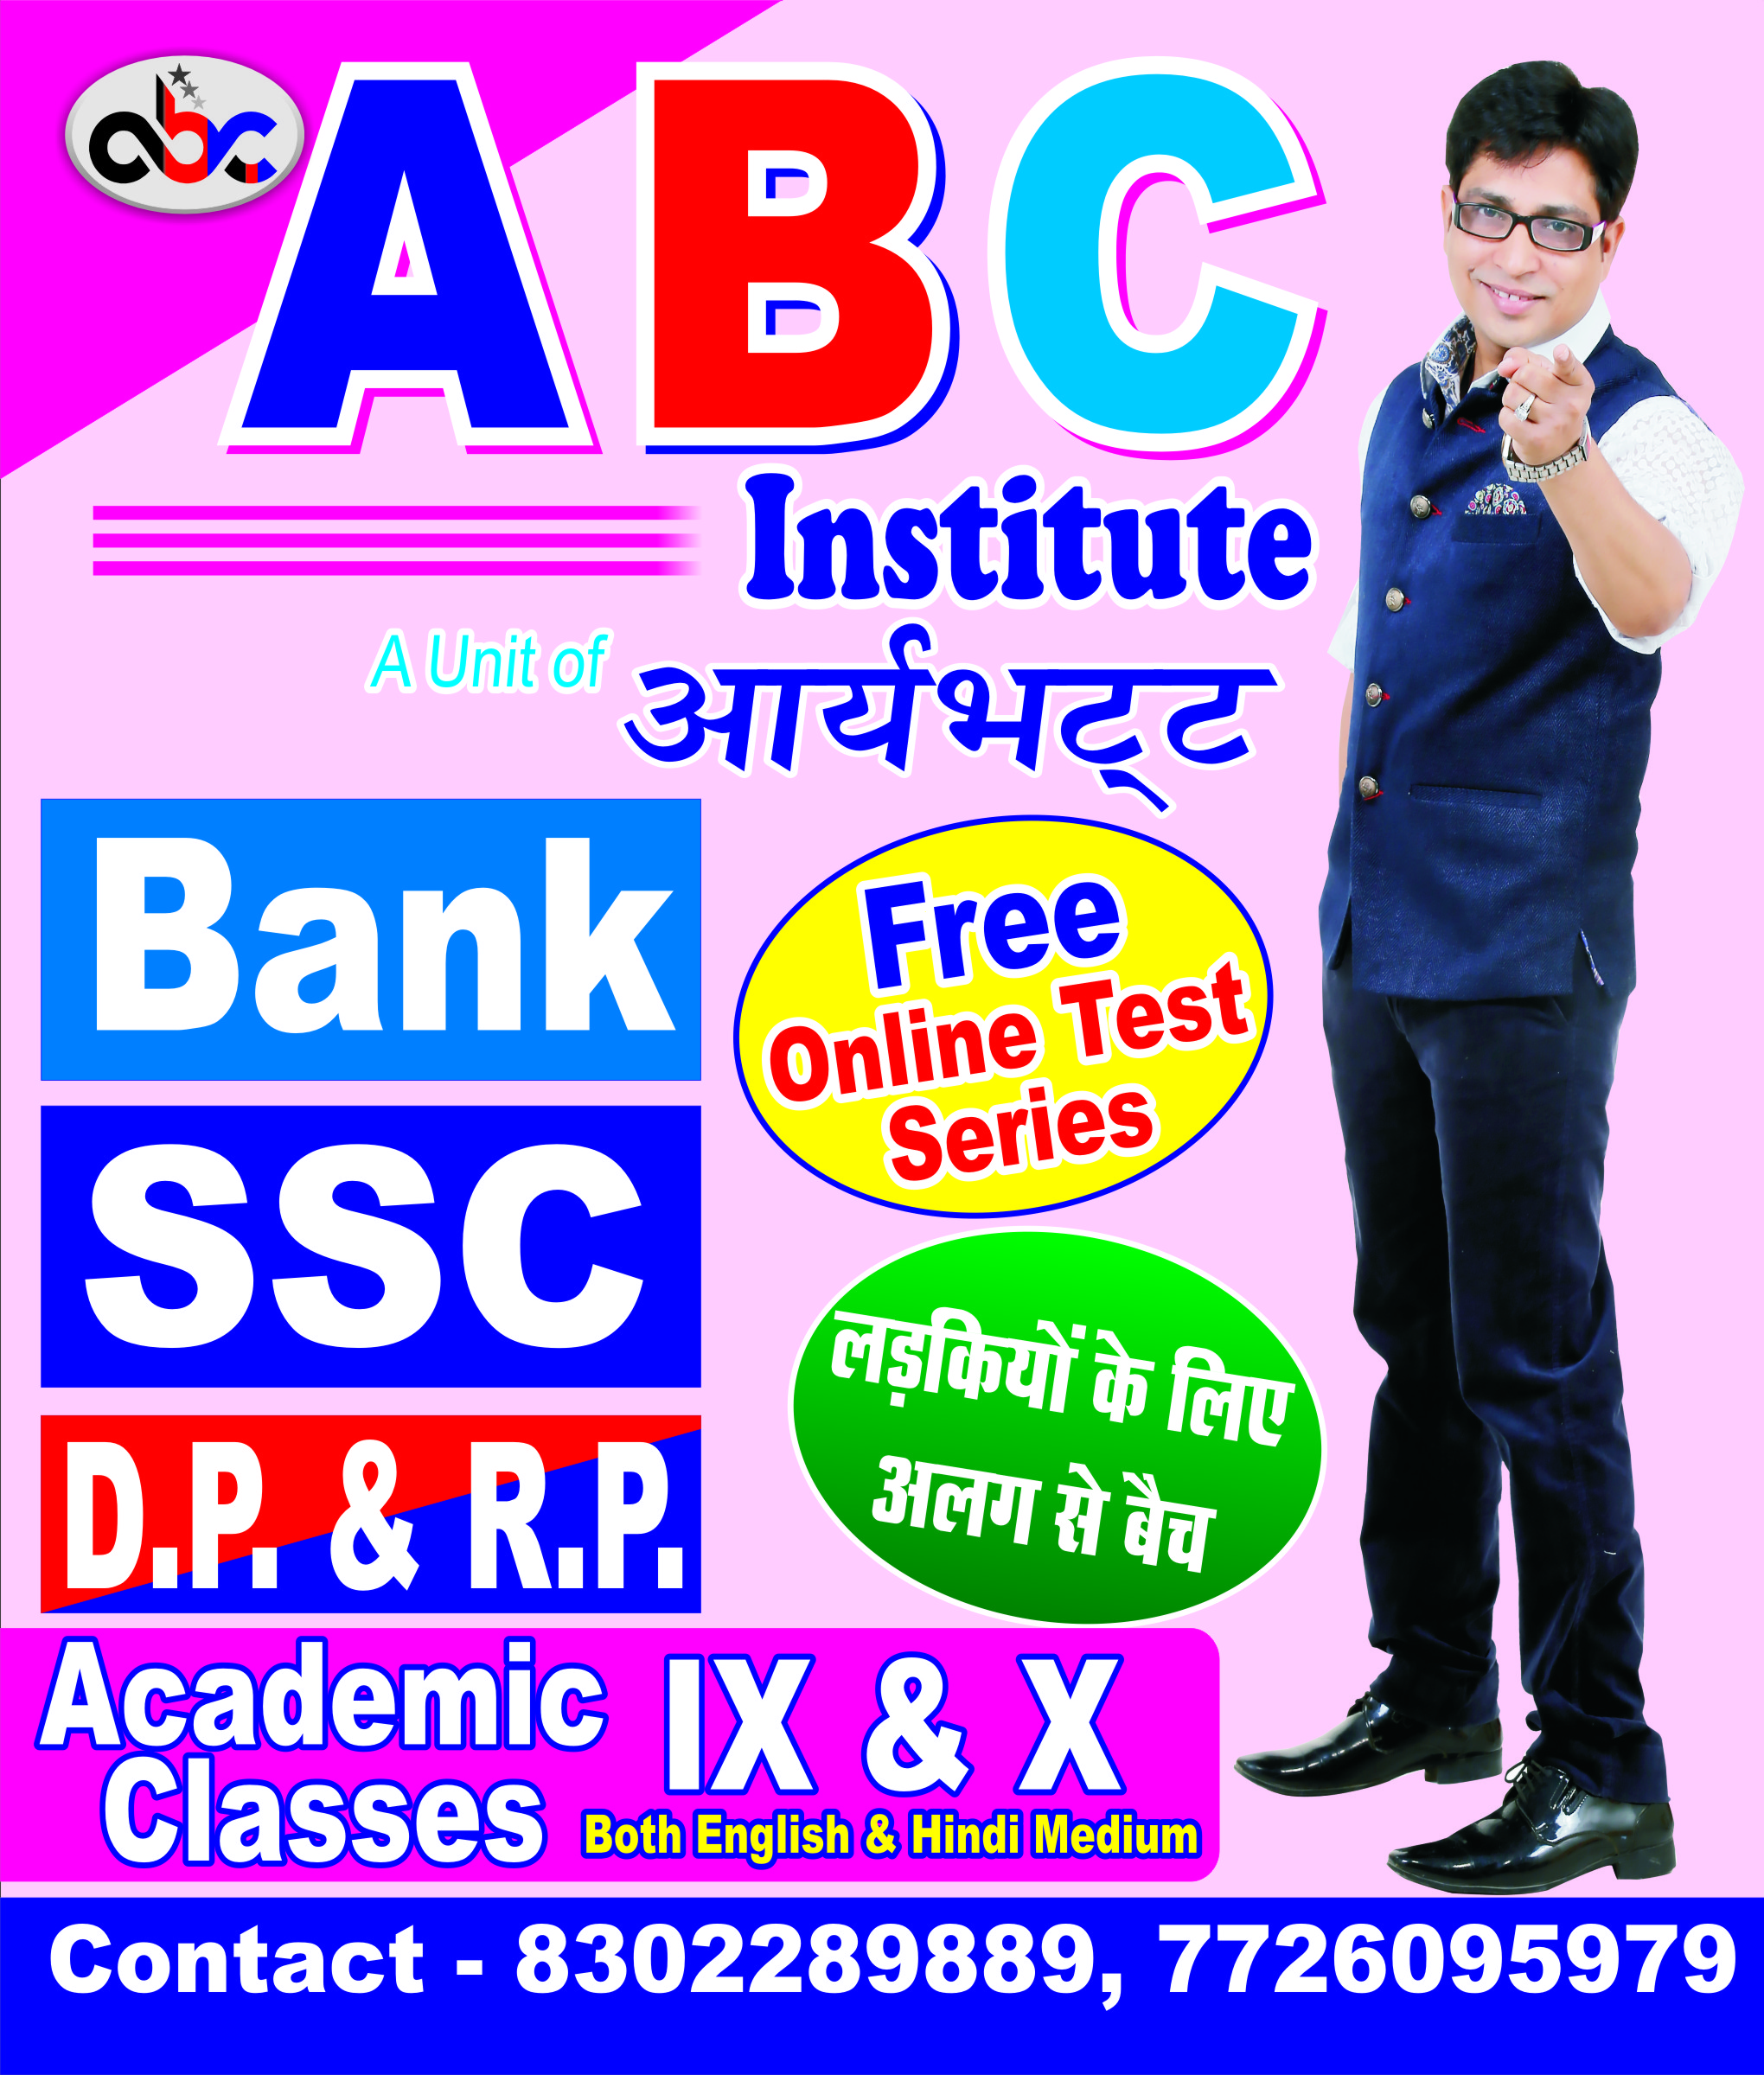 abc
ABC
Institute
A Unit of आर्यभट्‌ट
Bank
SSC
D.P. & R.P.
Free
Online Test
Series
लड़कियों के लिए
अलग से बैच
Academic
Classes
IX & X
Both English & Hindi Medium
Contact - 8302289889, 7726095979